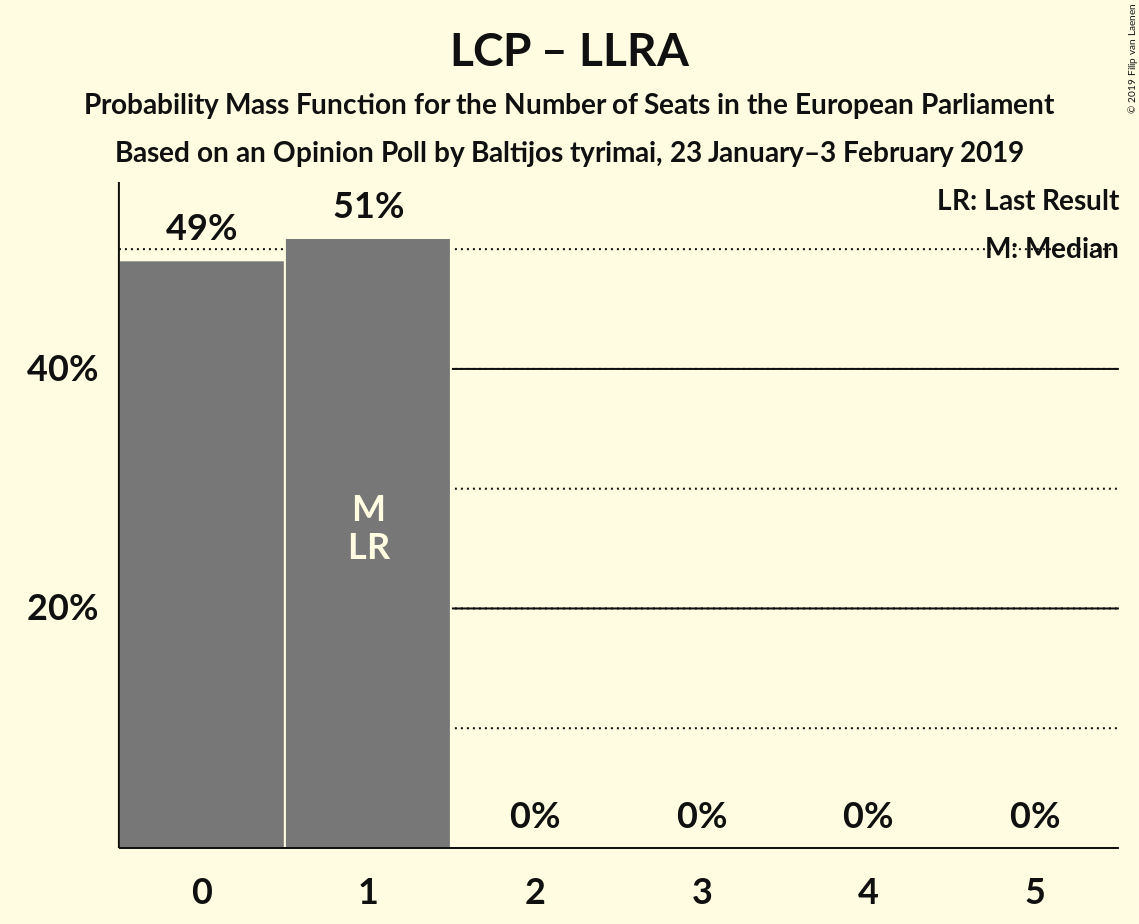 LCP – LLRA
Probability Mass Function for the Number of Seats in the European Parliament
Based on an Opinion Poll by Baltijos tyrimai, 23 January–3 February 2019
© 2019 Filip van Laenen
LR: Last Result
M: Median
49%
51%
40%
20%
M
LR
0%
0%
0%
0%
0
1
2
3
4
5